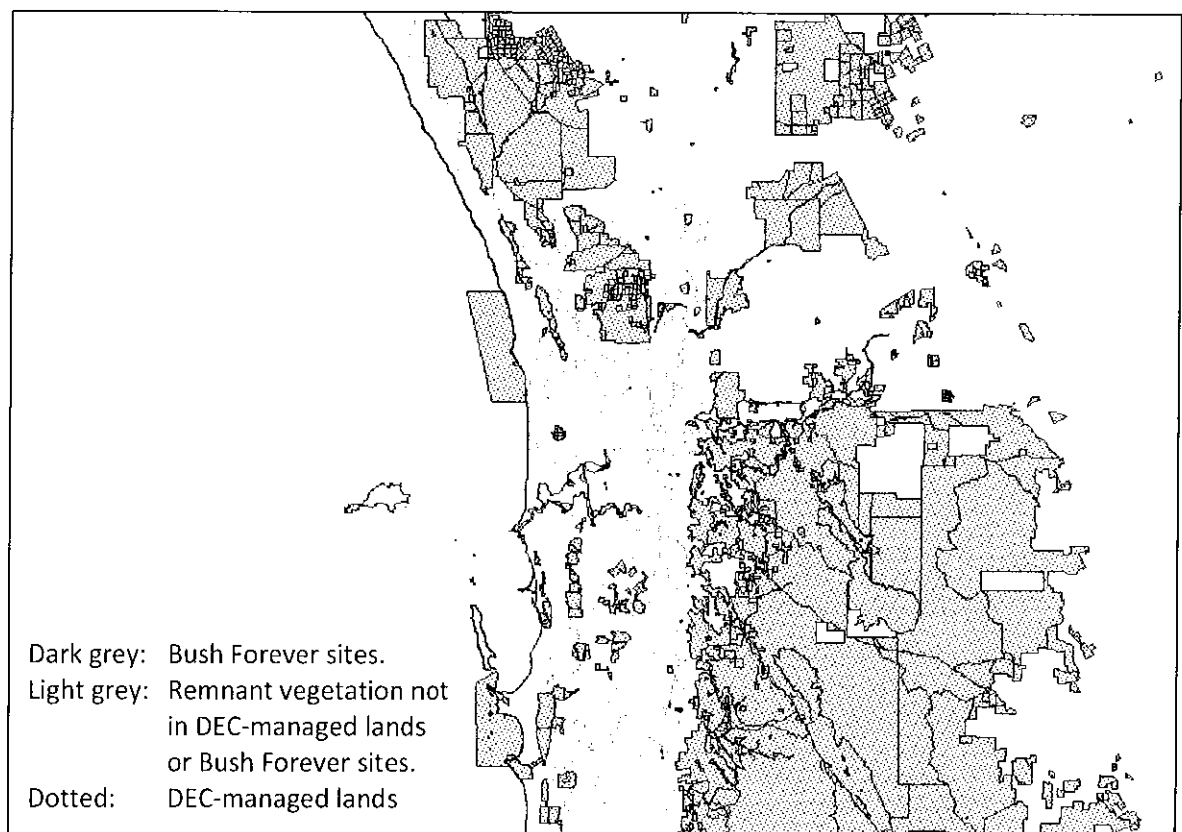 Dark grey: Bush Forever sites.
Light grey: Remnant vegetation not
in DEC-managed lands
or Bush Forever sites.
Dotted: DEC-managed lands